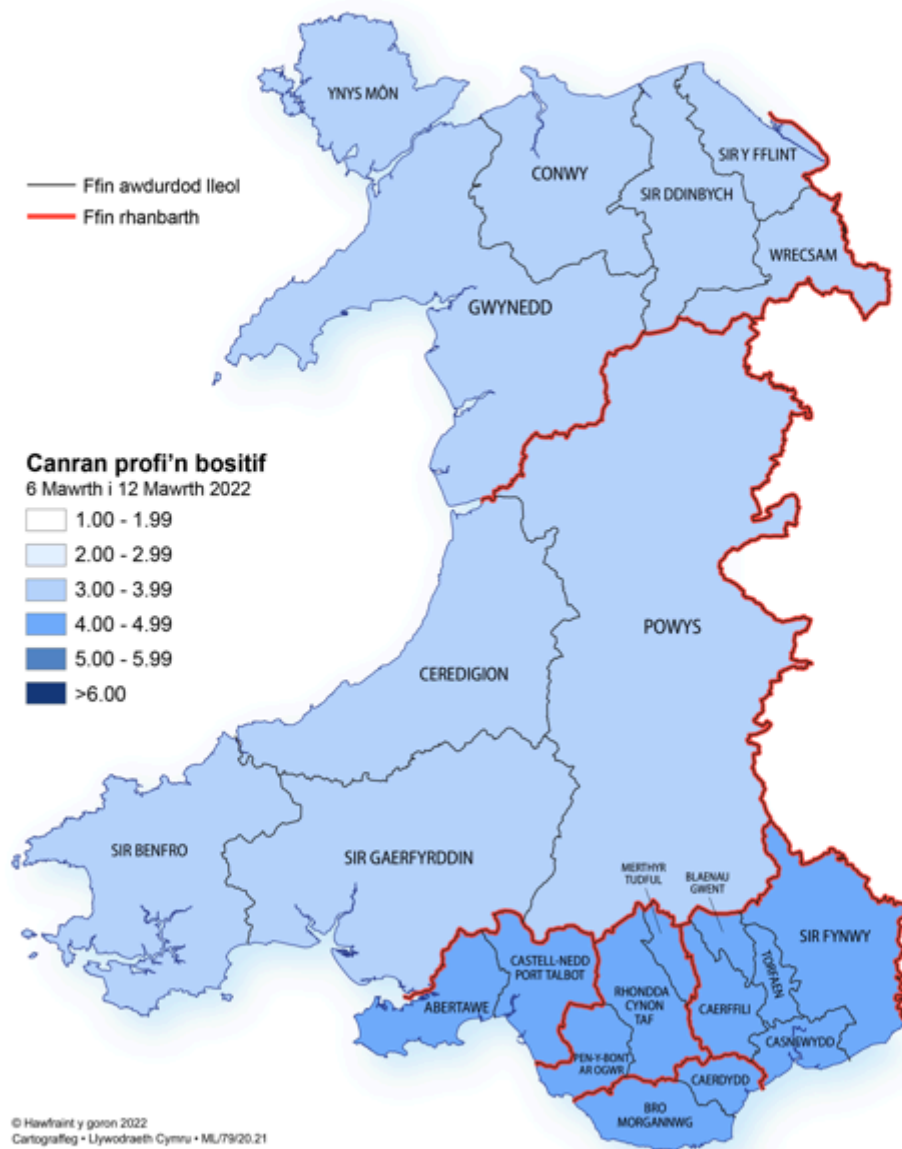 YNYS MÔN
SIR Y FFLINT
CONWY
SIR DDINBYCH
Ffin awdurdod lleol
Ffin rhanbarth
WRECSAM
GWYNEDD
Canran profi’n bositif
6 Mawrth i 12 Mawrth 2022
1.00 - 1.99
2.00 - 2.99
3.00 - 3.99
4.00 - 4.99
5.00 - 5.99
>6.00
POWYS
CEREDIGION
SIR BENFRO
SIR GAERFYRDDIN
MERTHYR
TUDFUL
BLAENAU
GWENT
SIR FYNWY
CASTELL-NEDD
PORT TALBOT
TORFAEN
ABERTAWE
RHONDDA
CYNON
TAF
CAERFFILI
CASNEWYDD
PEN-Y-BONT
AR OGWR
CAERDYDD
BRO
MORGANNWG
© Hawfraint y goron 2022
Cartograffeg • Llywodraeth Cymru • ML/79/20.21